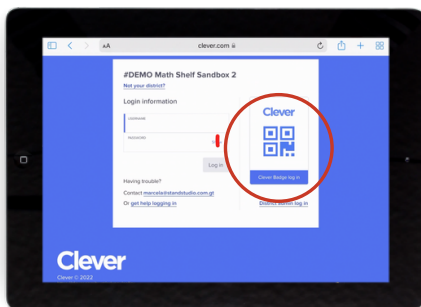 AA
clever.com
#DEMO Math Shelf Sandbox 2
Not your district?
Login information
USERNAME
PASSWORD
Log in
Having trouble?
Contact marcela@standstudio.com.gt
Or get help logging in
Clever
Clever Badge log in
District admin log in
Clever
Clever © 2022